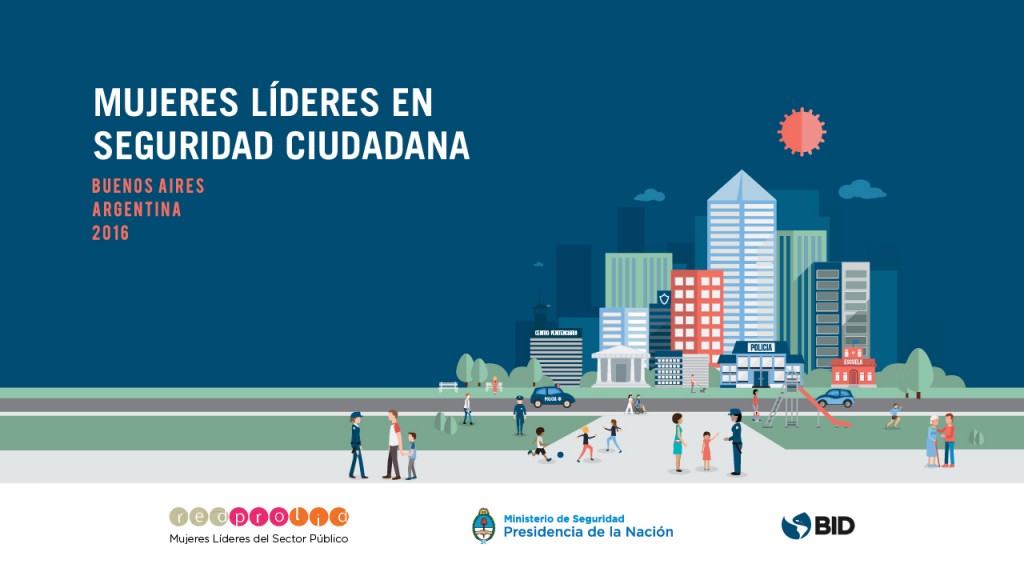 MUJERES LÍDERES EN
SEGURIDAD CIUDADANA
BUENOS AIRES
ARGENTINA
2016
CENTRO PENITENCIARIO
POLICIA
ESCUELA
POLICIA
redprolid
Mujeres Líderes del Sector Público
Ministerio de Seguridad
Presidencia de la Nación
BID